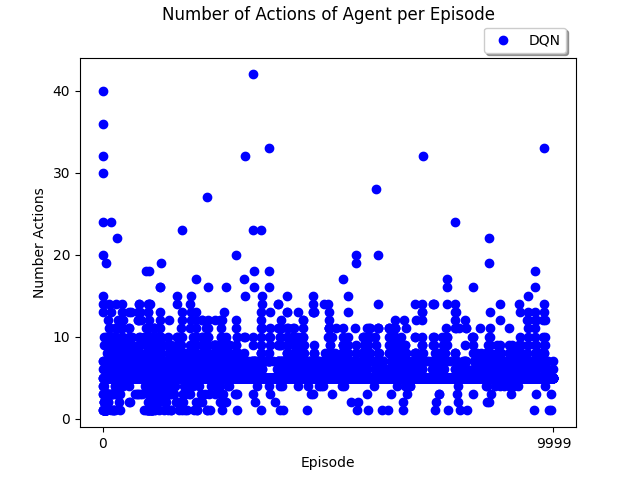 Number of Actions of Agent per Episode
DQN
40
30
20
10
0
Number Actions
0
9999
Episode